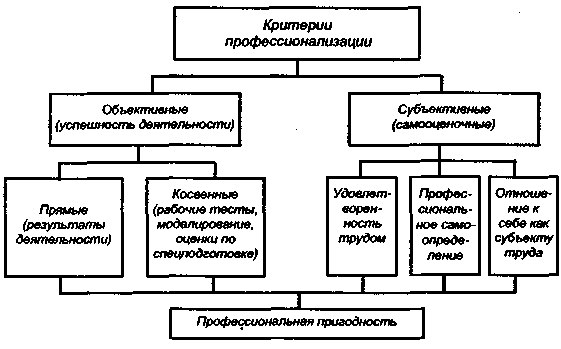 Критерии
профессионализации
Объективные
(успешность деятельности)
Субъективные
(самооценочные)
Прямые
(результаты
деятельности)
Косвенные
(рабочие тесты,
моделирование,
оценки по
спецподготовке)
Удовлет-
ворен-
ность
трудом
Профес-
сиональ-
ное само-
опреде-
ление
Отноше-
ние к
себе как
субъекту
труда
Профессиональная пригодность